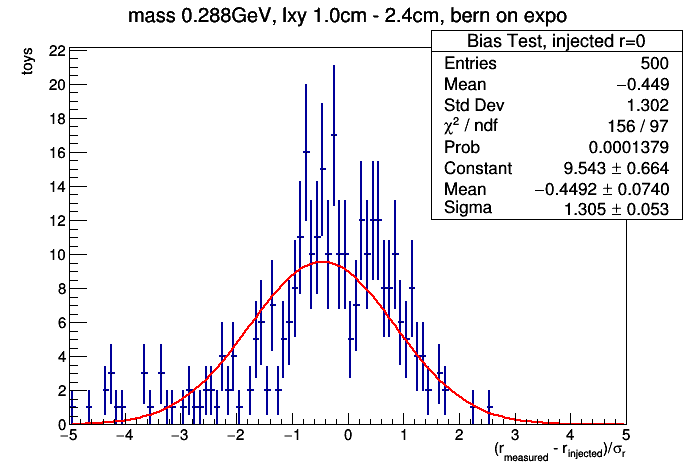 mass 0.288GeV, lxy 1.0cm - 2.4cm, bern on expo
toys
Bias Test, injected r=0
Entries 500
Mean −0.449
Std Dev 1.302
χ² / ndf 156 / 97
Prob 0.0001379
Constant 9.543 ± 0.664
Mean −0.4492 ± 0.0740
Sigma 1.305 ± 0.053
22
20
18
16
14
12
10
8
6
4
2
0
−5 −4 −3 −2 −1 0 1 2 3 4 5
(r_measured - r_injected)/σ_r